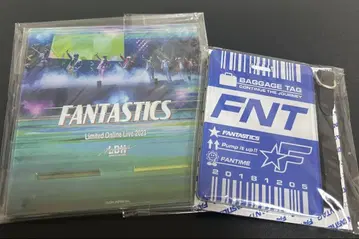 FANTASTICS
Limited Online Live 2021
LDH
BAGGAGE TAG
CONTINUE THE JOURNEY
FNT
FANTASTICS
Pump it up!!
FANTIME
F
20181205